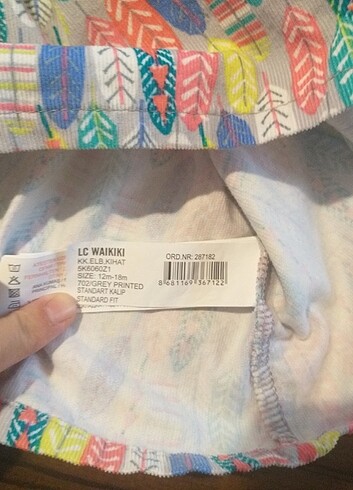 LC WAIKIKI
KK.ELB,KIHAT
5K6060Z1
SIZE: 12m-18m
702/GREY PRINTED
STANDART KALIP
STANDARD FIT
ORD.NR: 287182
8 681169 367122